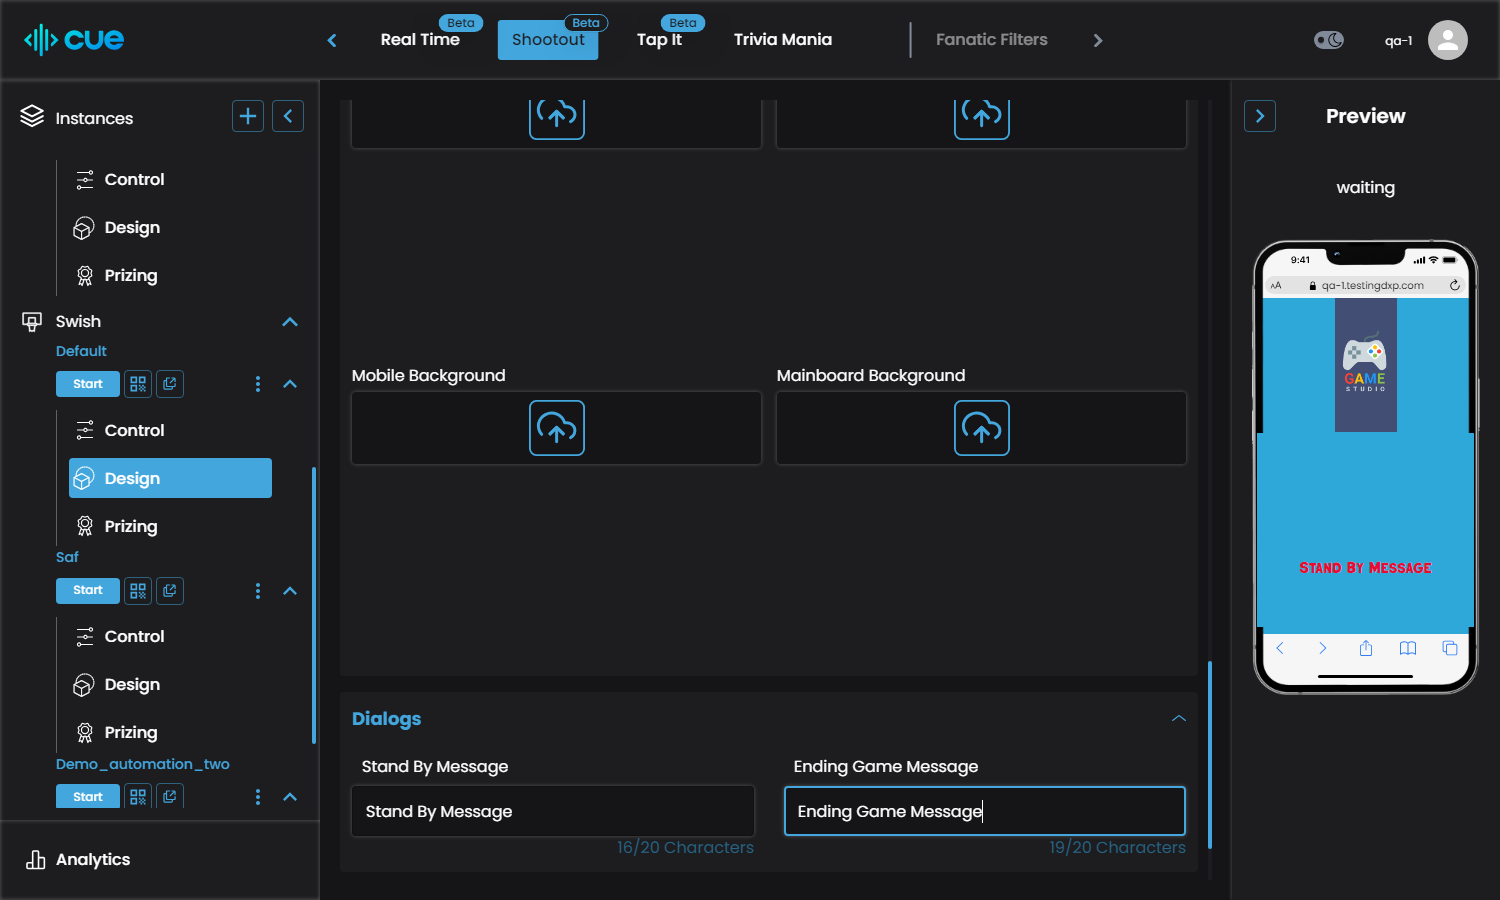 cue
Real Time
Beta
Shootout
Beta
Tap It
Beta
Trivia Mania
Fanatic Filters
qa-1
Instances
Control
Design
Prizing
Swish
Default
Start
Control
Design
Prizing
Saf
Start
Control
Design
Prizing
Demo_automation_two
Start
Analytics
Mobile Background
Mainboard Background
Dialogs
Stand By Message
Ending Game Message
Stand By Message
Ending Game Message
16/20 Characters
19/20 Characters
Preview
waiting
9:41
AA
qa-1.testingdxp.com
GAME
STUDIO
Stand By Message